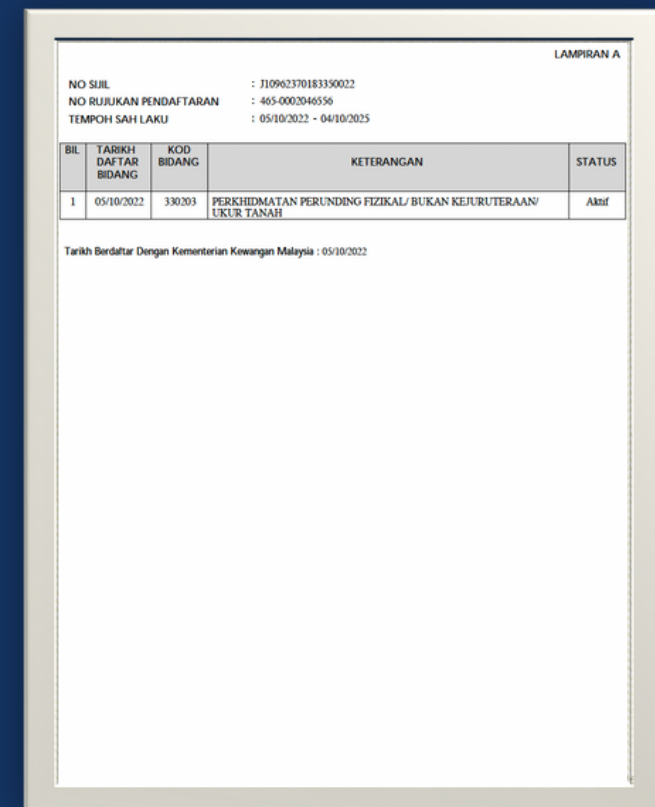 LAMPIRAN A
NO SIJIL : J10962370183350022
NO RUJUKAN PENDAFTARAN : 465-0002046556
TEMPOH SAH LAKU : 05/10/2022 - 04/10/2025
BIL TARIKH DAFTAR BIDANG KOD BIDANG KETERANGAN STATUS
1 05/10/2022 330203 PERKHIDMATAN PERUNDING FIZIKAL/ BUKAN KEJURUTERAAN/ Aktif
UKUR TANAH
Tarikh Berdaftar Dengan Kementerian Kewangan Malaysia : 05/10/2022